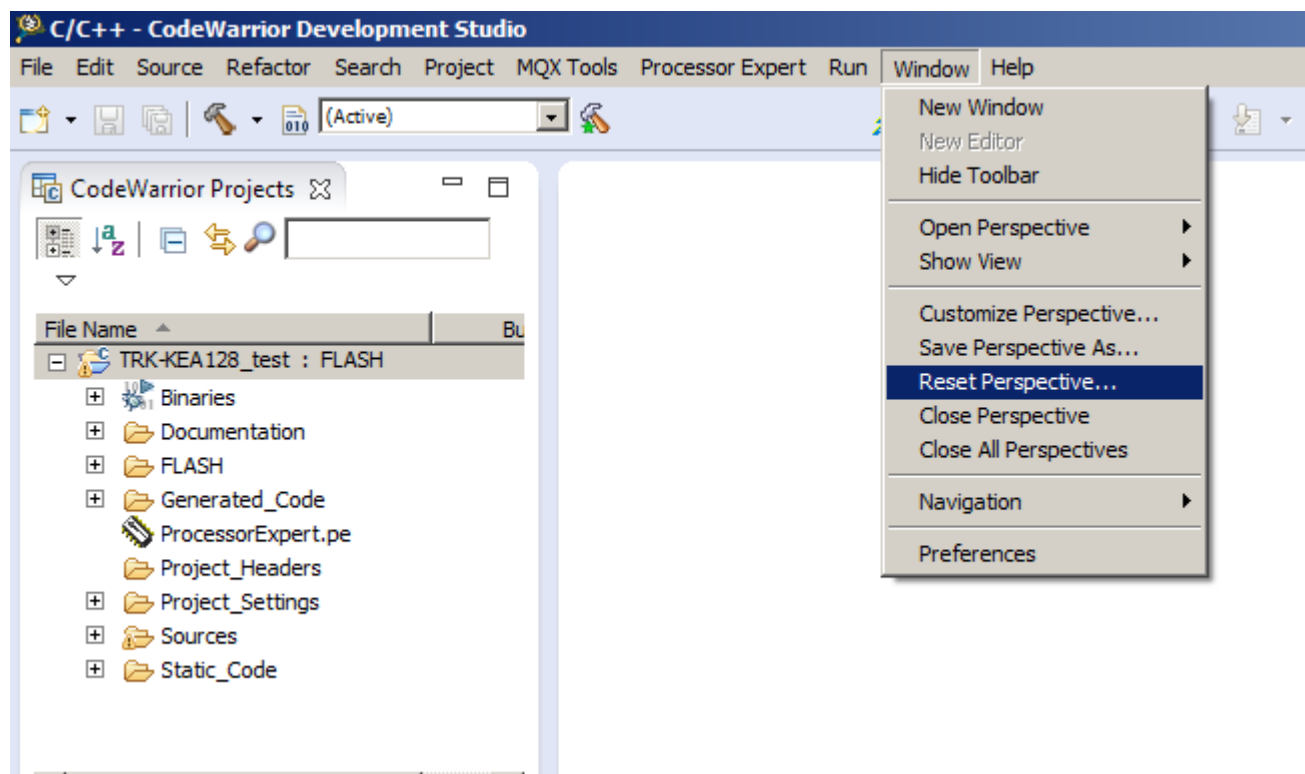 C/C++ - CodeWarrior Development Studio
File Edit Source Refactor Search Project MQX Tools Processor Expert Run Window Help
010 (Active)
New Window
New Editor
Hide Toolbar
Open Perspective
Show View
Customize Perspective...
Save Perspective As...
Reset Perspective...
Close Perspective
Close All Perspectives
Navigation
Preferences
CodeWarrior Projects
File Name Bu
TRK-KEA128_test : FLASH
Binaries
Documentation
FLASH
Generated_Code
ProcessorExpert.pe
Project_Headers
Project_Settings
Sources
Static_Code